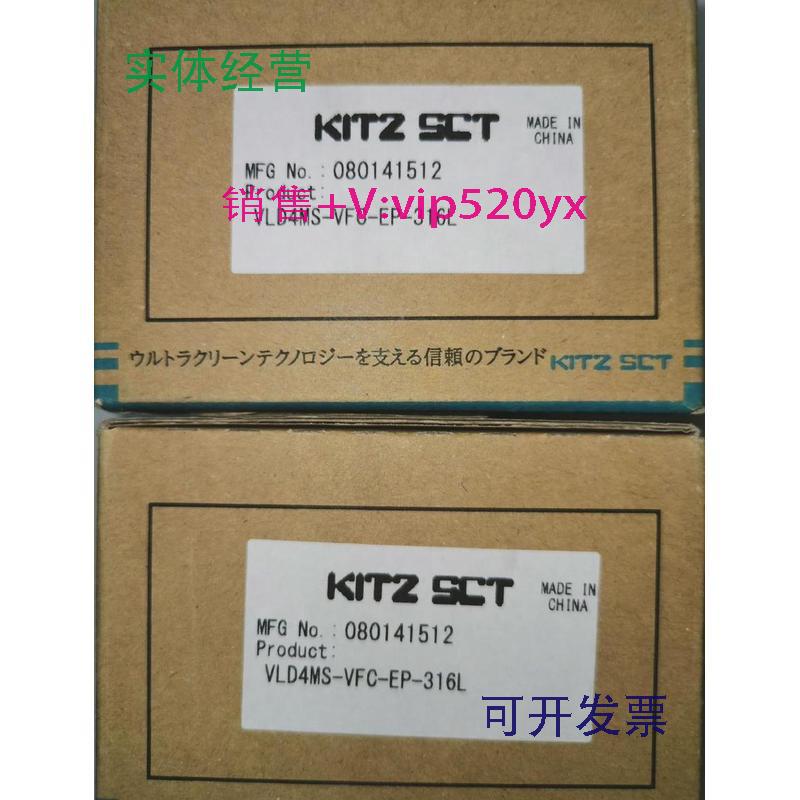 实体经营
KITZ SCT
MADE IN
CHINA
MFG No. : 080141512
Product:
销售+V:vip520yx
VLD4MS-VFC-EP-316L
ウルトラクリーンテクノロジーを支える信頼のブランド KITZ SCT
KITZ SCT
MADE IN
CHINA
MFG No. : 080141512
Product:
VLD4MS-VFC-EP-316L
可开发票